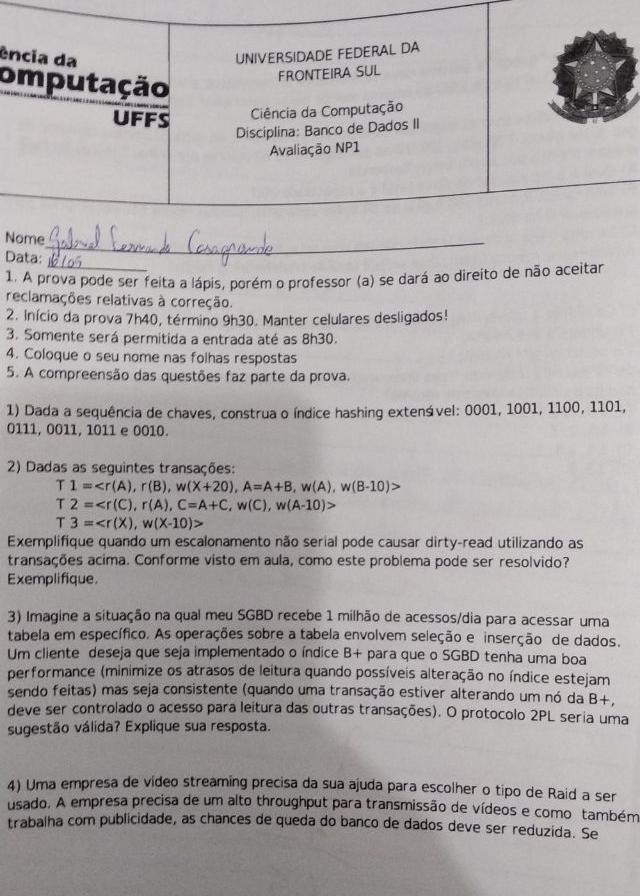 ência da
omputação
UFFS
UNIVERSIDADE FEDERAL DA
FRONTEIRA SUL
Ciência da Computação
Disciplina: Banco de Dados II
Avaliação NP1
Nome Gabriel Fernando Casagrande
Data:
1. A prova pode ser feita a lápis, porém o professor (a) se dará ao direito de não aceitar
reclamações relativas à correção.
2. Início da prova 7h40, término 9h30. Manter celulares desligados!
3. Somente será permitida a entrada até as 8h30.
4. Coloque o seu nome nas folhas respostas
5. A compreensão das questões faz parte da prova.
1) Dada a sequência de chaves, construa o índice hashing extensível: 0001, 1001, 1100, 1101,
0111, 0011, 1011 e 0010.
2) Dadas as seguintes transações:
T 1 =<r(A), r(B), w(X+20), A=A+B, w(A), w(B-10)>
T 2 =<r(C), r(A), C=A+C, w(C), w(A-10)>
T 3 =<r(X), w(X-10)>
Exemplifique quando um escalonamento não serial pode causar dirty-read utilizando as
transações acima. Conforme visto em aula, como este problema pode ser resolvido?
Exemplifique.
3) Imagine a situação na qual meu SGBD recebe 1 milhão de acessos/dia para acessar uma
tabela em específico. As operações sobre a tabela envolvem seleção e inserção de dados.
Um cliente deseja que seja implementado o índice B+ para que o SGBD tenha uma boa
performance (minimize os atrasos de leitura quando possíveis alteração no índice estejam
sendo feitas) mas seja consistente (quando uma transação estiver alterando um nó da B+,
deve ser controlado o acesso para leitura das outras transações). O protocolo 2PL seria uma
sugestão válida? Explique sua resposta.
4) Uma empresa de video streaming precisa da sua ajuda para escolher o tipo de Raid a ser
usado. A empresa precisa de um alto throughput para transmissão de vídeos e como também
trabalha com publicidade, as chances de queda do banco de dados deve ser reduzida. Se